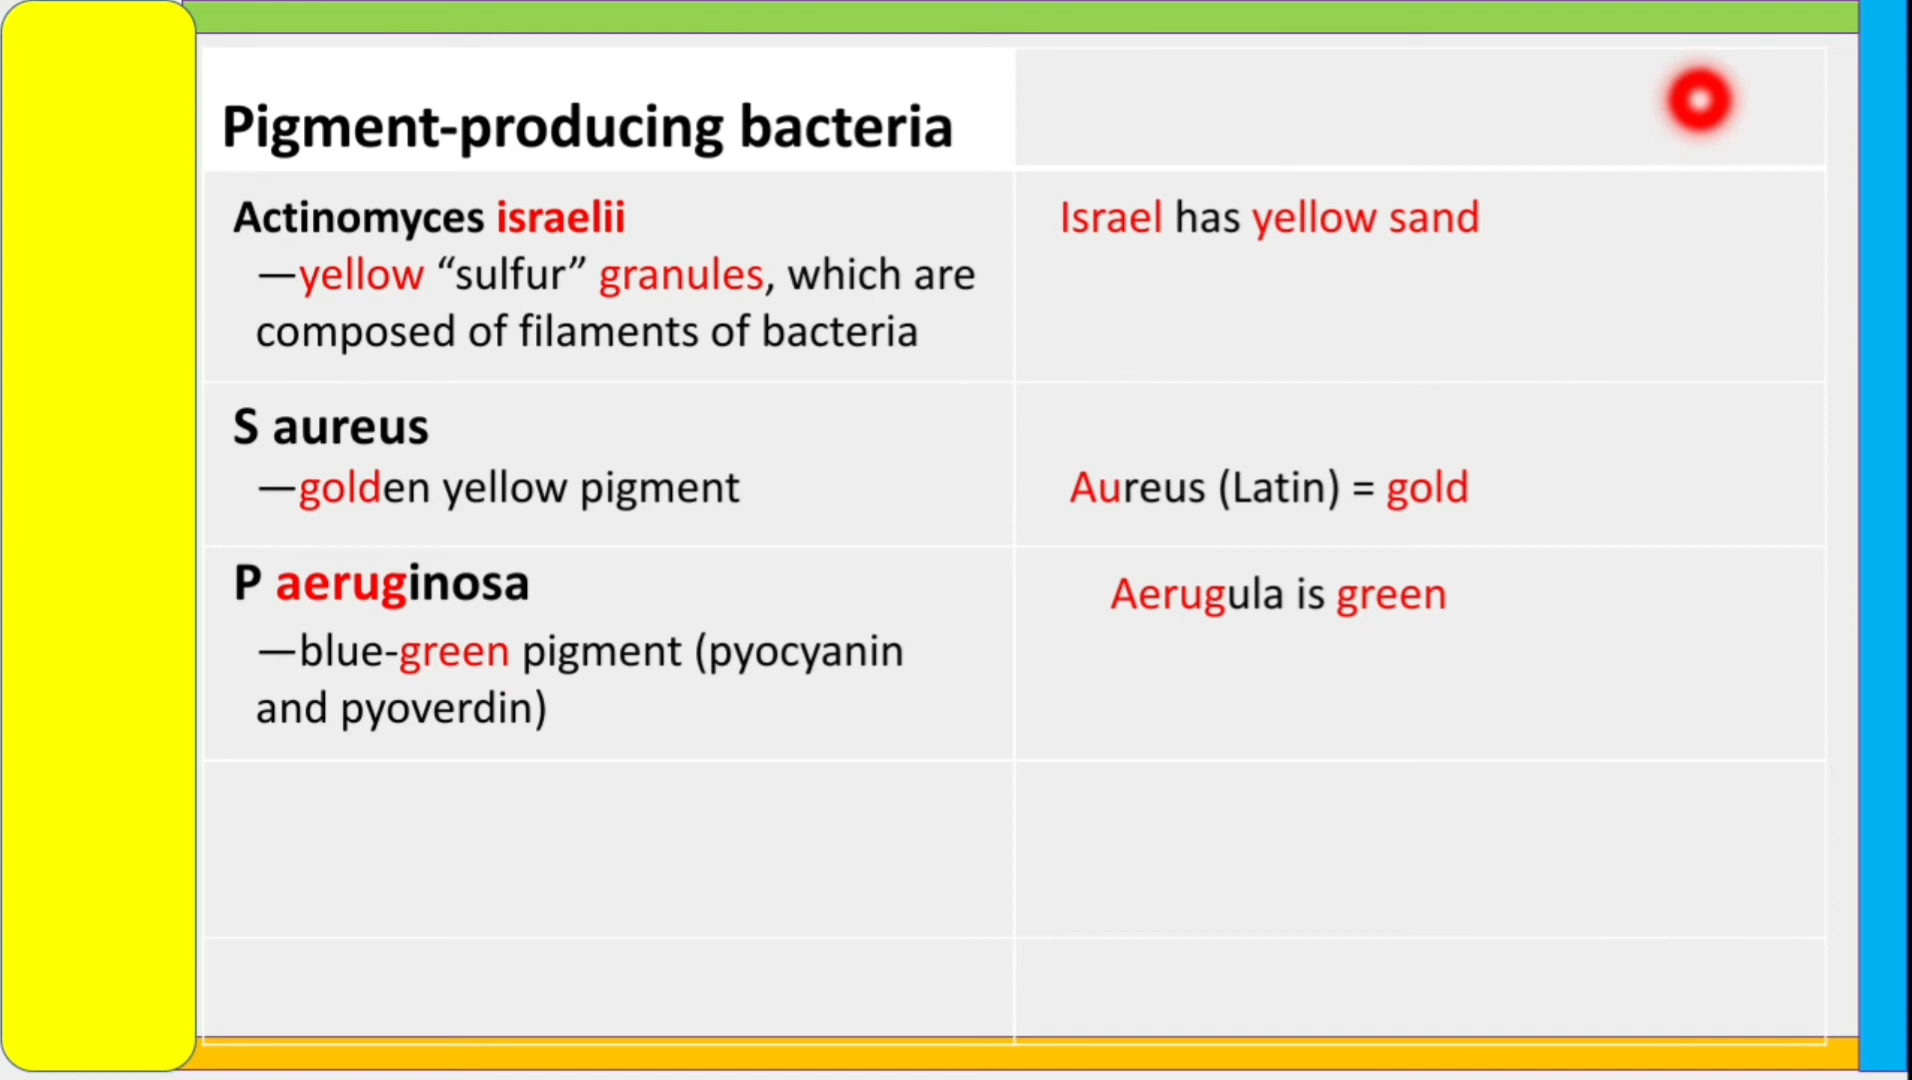 Pigment-producing bacteria
Actinomyces israelii
—yellow “sulfur” granules, which are
composed of filaments of bacteria
Israel has yellow sand
S aureus
—golden yellow pigment
Aureus (Latin) = gold
P aeruginosa
—blue-green pigment (pyocyanin
and pyoverdin)
Aerugula is green